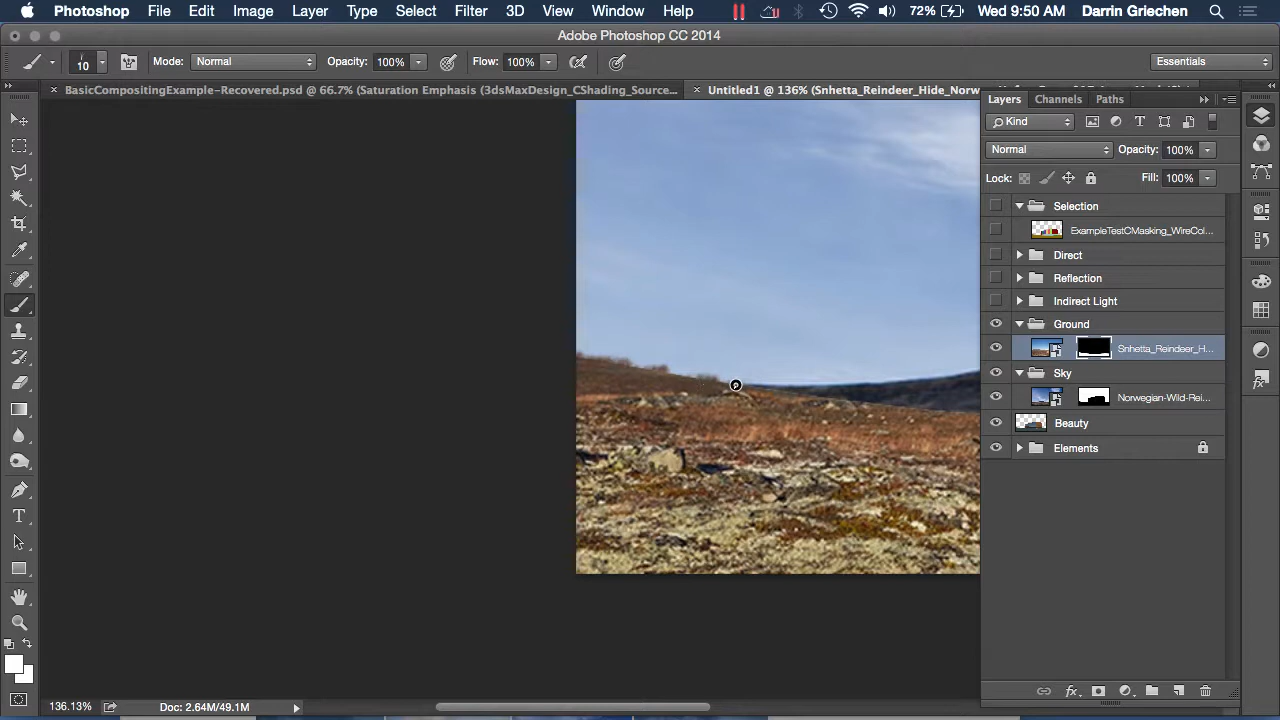 Photoshop File Edit Image Layer Type Select Filter 3D View Window Help 72% Wed 9:50 AM Darrin Griechen
Adobe Photoshop CC 2014
10 Mode: Normal Opacity: 100% Flow: 100% Essentials
BasicCompositingExample-Recovered.psd @ 66.7% (Saturation Emphasis (3dsMaxDesign_CShading_Source... Untitled1 @ 136% (Snhetta_Reindeer_Hide_Norw
Layers Channels Paths
Kind
Normal Opacity: 100%
Lock: Fill: 100%
Selection
ExampleTestCMasking_WireCol...
Direct
Reflection
Indirect Light
Ground
Snhetta_Reindeer_H...
Sky
Norwegian-Wild-Rei...
Beauty
Elements
136.13% Doc: 2.64M/49.1M